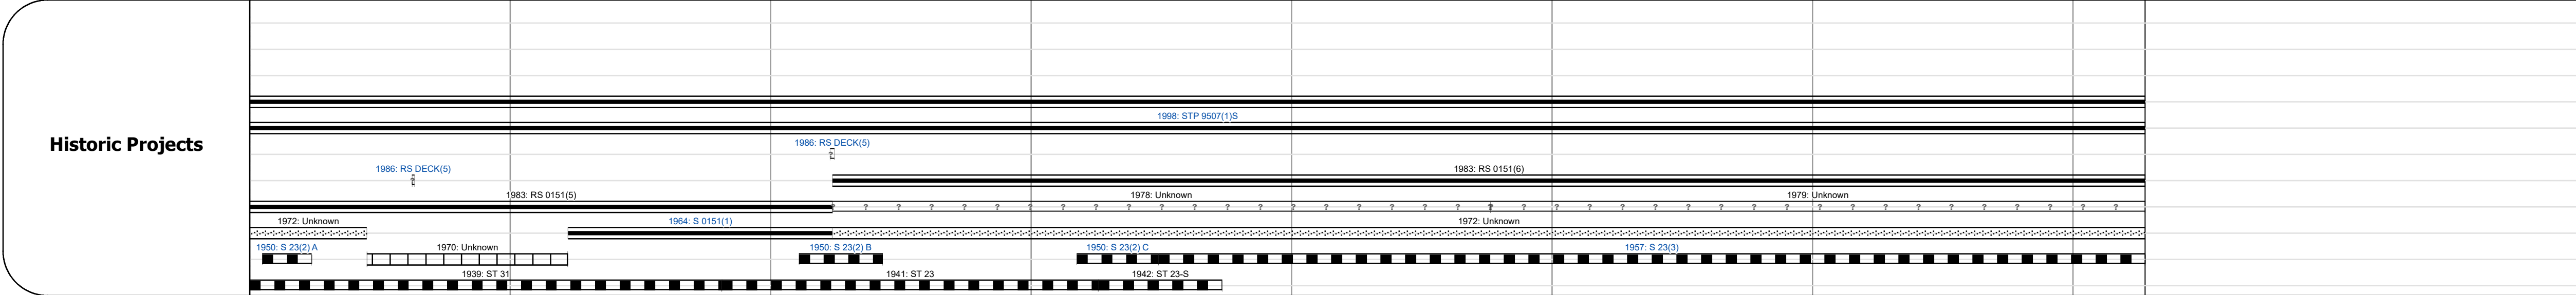 1998: STP 9507(1)S
1986: RS DECK(5)
Historic Projects
1986: RS DECK(5)
1983: RS 0151(6)
1983: RS 0151(5)
1978: Unknown
1979: Unknown
? ? ? ? ? ? ? ? ? ? ? ? ? ? ? ? ? ? ? ? ? ? ? ? ? ? ? ? ? ? ? ? ? ? ? ? ? ? ? ? ?
1972: Unknown
1964: S 0151(1)
1972: Unknown
1950: S 23(2) A
1970: Unknown
1950: S 23(2) B
1950: S 23(2) C
1957: S 23(3)
1939: ST 31
1941: ST 23
1942: ST 23-S